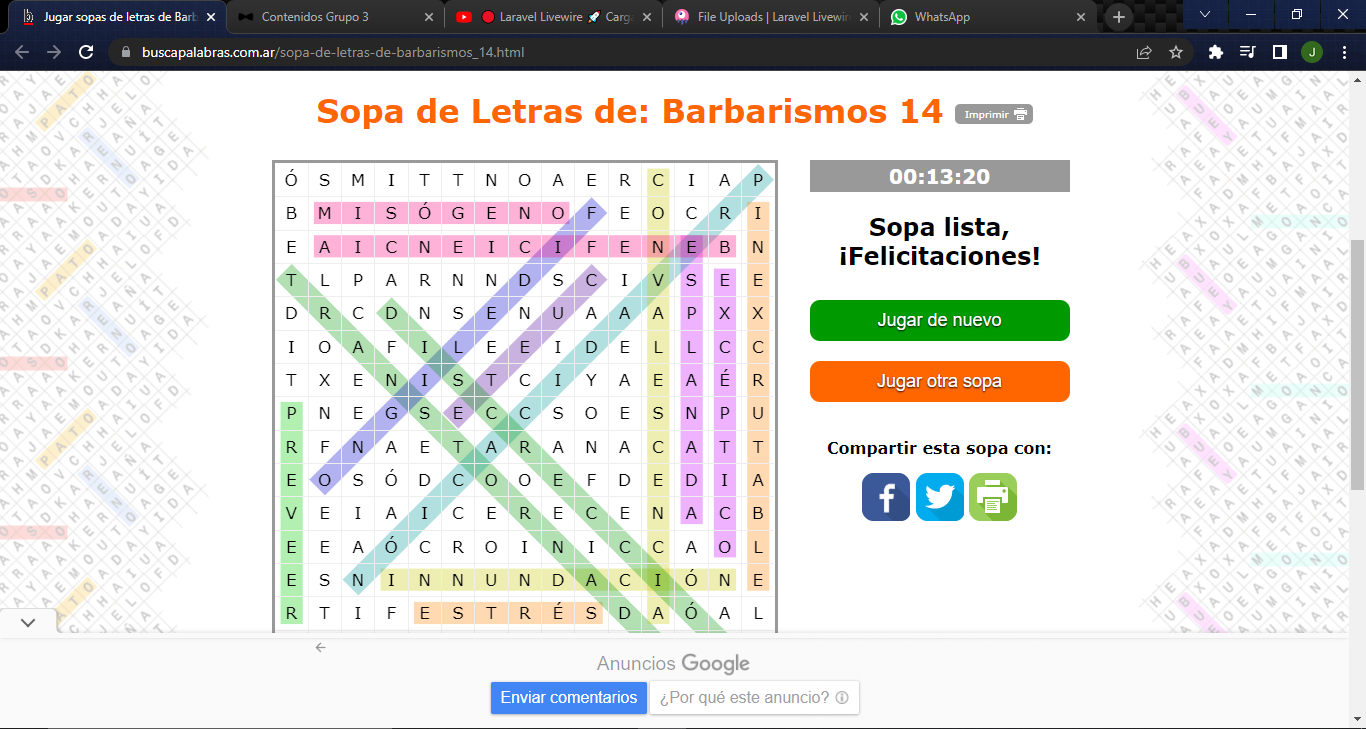 Jugar sopas de letras de Barb
Contenidos Grupo 3
Laravel Livewire 🚀 Carga
File Uploads | Laravel Livewire
WhatsApp
buscapalabras.com.ar/sopa-de-letras-de-barbarismos_14.html
J
Sopa de Letras de: Barbarismos 14
Imprimir
Ó S M I T T N O A E R C I A P
B M I S Ó G E N O F E O C R I
E A I C N E I C I F E N E B N
T L P A R N N D S C I V S E E
D R C D N S E N U A A A P X X
I O A F I L E E I D E L L C C
T X E N I S T C I Y A E A É R
P N E G S E C C S O E S N P U
R F N A E T A R A N A C A T T
E O S Ó D C O O E F D E D I A
V E I A I C E R E C E N A C B
E E A Ó C R O I N I C C A O L
E S N I N N U N D A C I Ó N E
R T I F E S T R É S D A Ó A L
00:13:20
Sopa lista,
¡Felicitaciones!
Jugar de nuevo
Jugar otra sopa
Compartir esta sopa con:
Anuncios Google
Enviar comentarios
¿Por qué este anuncio?